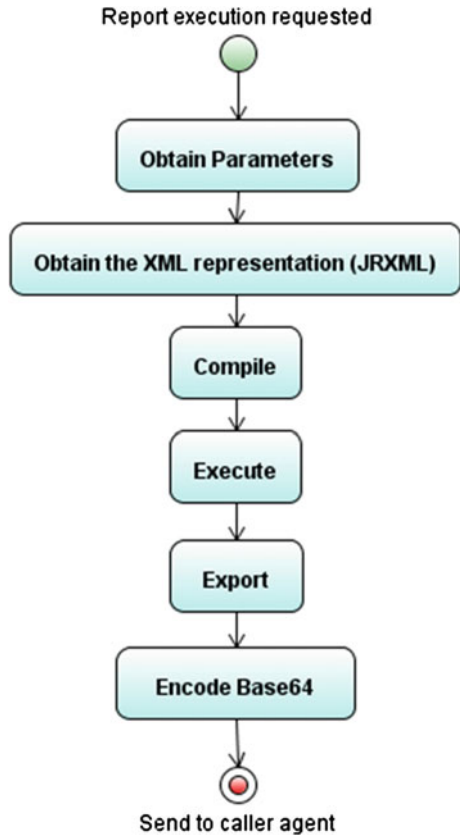 Report execution requested
Obtain Parameters
Obtain the XML representation (JRXML)
Compile
Execute
Export
Encode Base64
Send to caller agent